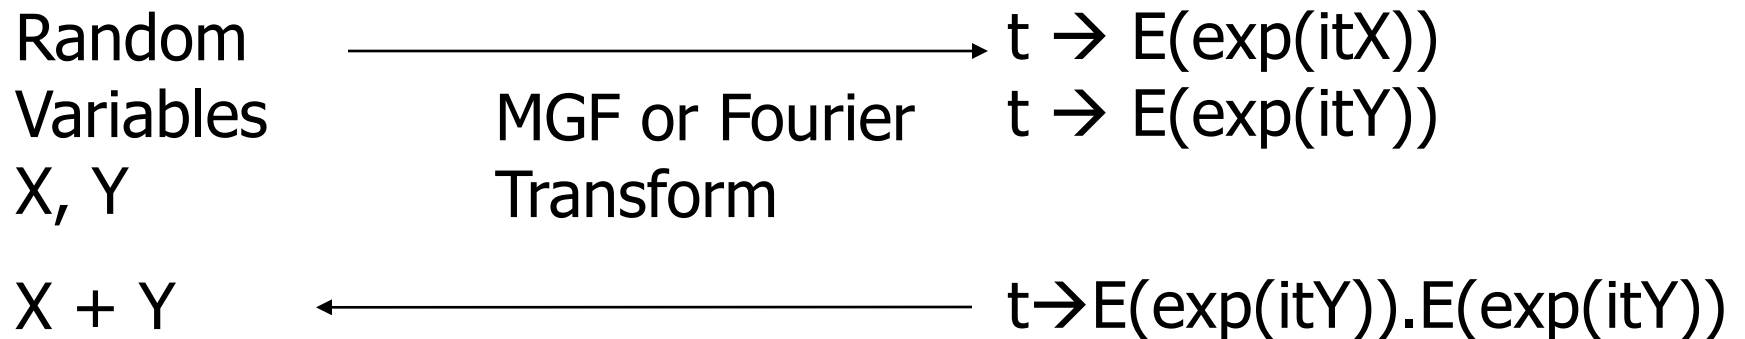 Random
Variables
X, Y
MGF or Fourier
Transform
t → E(exp(itX))
t → E(exp(itY))
X + Y
t→E(exp(itY)).E(exp(itY))